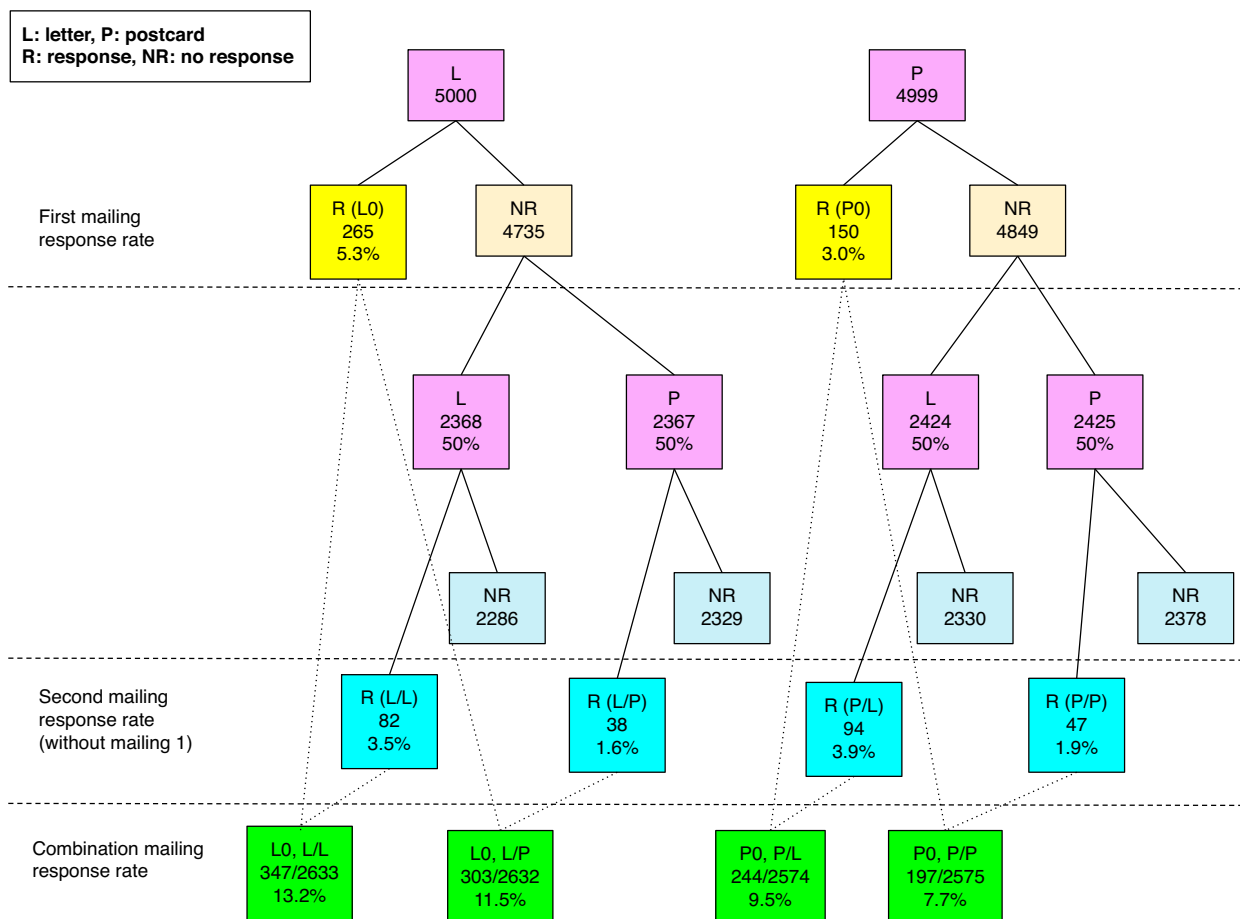 L: letter, P: postcard
R: response, NR: no response
L
5000
P
4999
First mailing
response rate
R (L0)
265
5.3%
NR
4735
R (P0)
150
3.0%
NR
4849
L
2368
50%
P
2367
50%
L
2424
50%
P
2425
50%
NR
2286
NR
2329
NR
2330
NR
2378
Second mailing
response rate
(without mailing 1)
R (L/L)
82
3.5%
R (L/P)
38
1.6%
R (P/L)
94
3.9%
R (P/P)
47
1.9%
Combination mailing
response rate
L0, L/L
347/2633
13.2%
L0, L/P
303/2632
11.5%
P0, P/L
244/2574
9.5%
P0, P/P
197/2575
7.7%